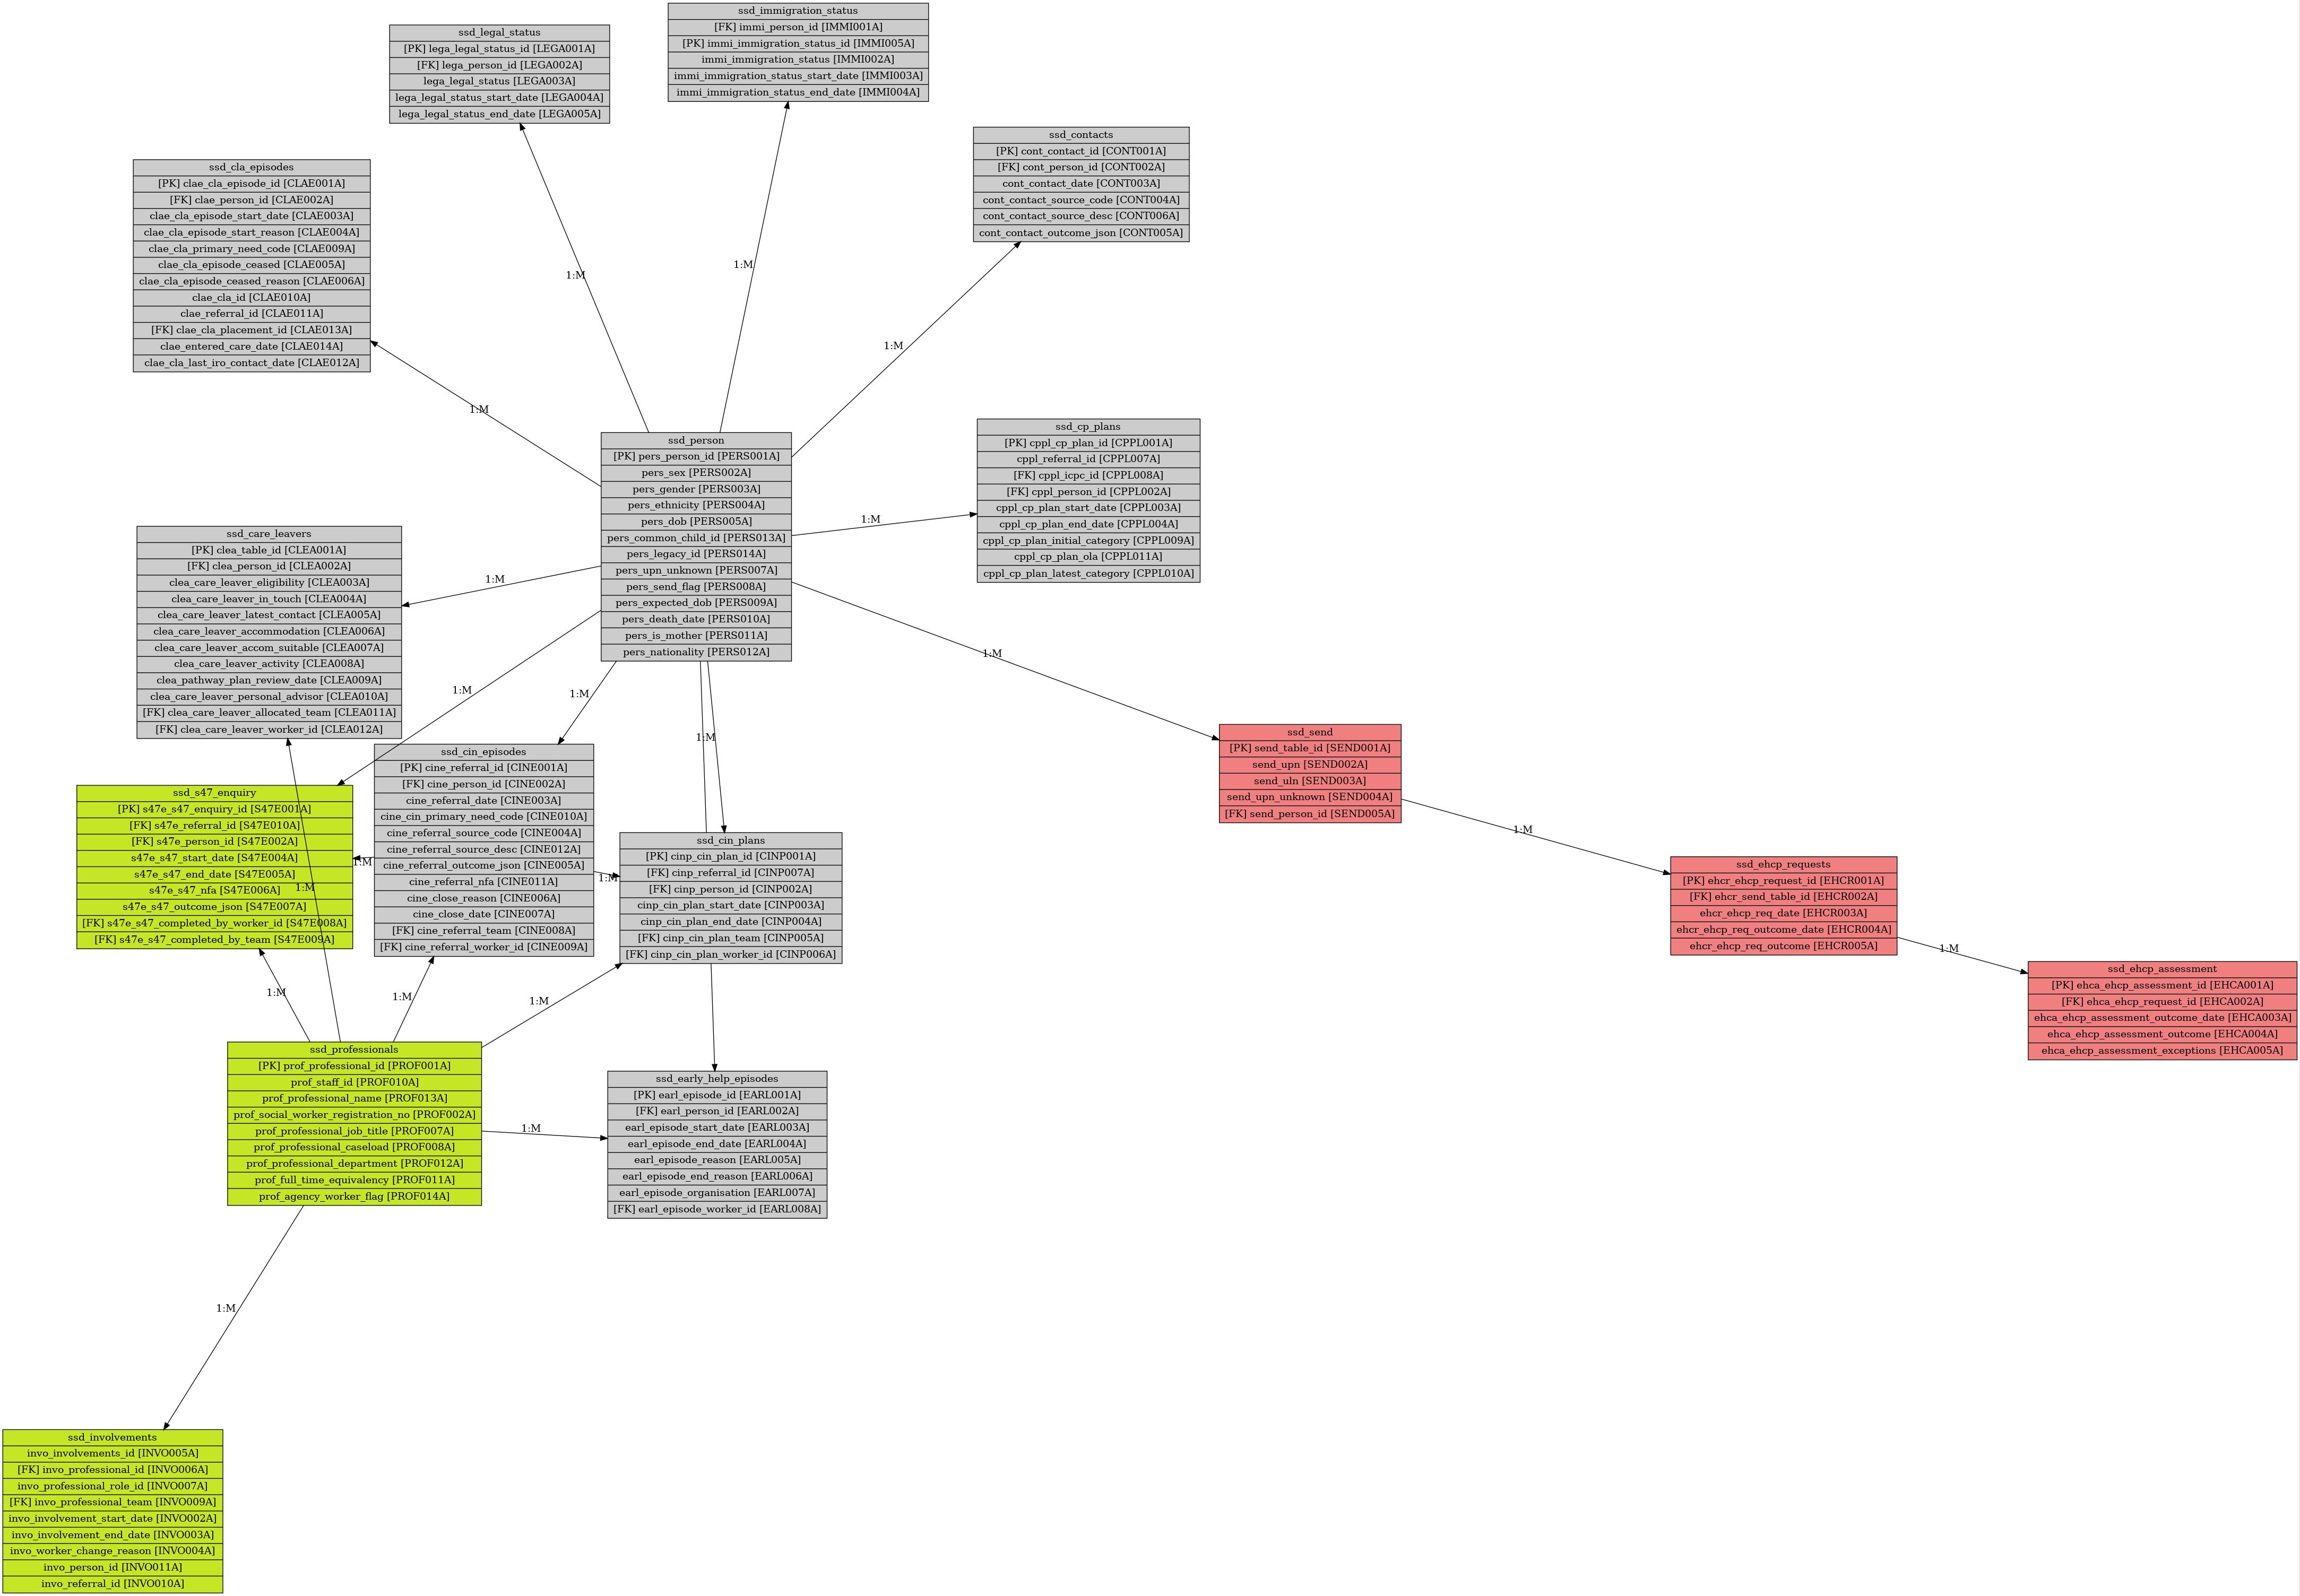 ssd_immigration_status
[FK] immi_person_id [IMMI001A]
[PK] immi_immigration_status_id [IMMI005A]
immi_immigration_status [IMMI002A]
immi_immigration_status_start_date [IMMI003A]
immi_immigration_status_end_date [IMMI004A]
ssd_legal_status
[PK] lega_legal_status_id [LEGA001A]
[FK] lega_person_id [LEGA002A]
lega_legal_status [LEGA003A]
lega_legal_status_start_date [LEGA004A]
lega_legal_status_end_date [LEGA005A]
ssd_contacts
[PK] cont_contact_id [CONT001A]
[FK] cont_person_id [CONT002A]
cont_contact_date [CONT003A]
cont_contact_source_code [CONT004A]
cont_contact_source_desc [CONT006A]
cont_contact_outcome_json [CONT005A]
ssd_cla_episodes
[PK] clae_cla_episode_id [CLAE001A]
[FK] clae_person_id [CLAE002A]
clae_cla_episode_start_date [CLAE003A]
clae_cla_episode_start_reason [CLAE004A]
clae_cla_primary_need_code [CLAE009A]
clae_cla_episode_ceased [CLAE005A]
clae_cla_episode_ceased_reason [CLAE006A]
clae_cla_id [CLAE010A]
clae_referral_id [CLAE011A]
[FK] clae_cla_placement_id [CLAE013A]
clae_entered_care_date [CLAE014A]
clae_cla_last_iro_contact_date [CLAE012A]
1:M
1:M
1:M
1:M
ssd_person
[PK] pers_person_id [PERS001A]
pers_sex [PERS002A]
pers_gender [PERS003A]
pers_ethnicity [PERS004A]
pers_dob [PERS005A]
pers_common_child_id [PERS013A]
pers_legacy_id [PERS014A]
pers_upn_unknown [PERS007A]
pers_send_flag [PERS008A]
pers_expected_dob [PERS009A]
pers_death_date [PERS010A]
pers_is_mother [PERS011A]
pers_nationality [PERS012A]
ssd_cp_plans
[PK] cppl_cp_plan_id [CPPL001A]
cppl_referral_id [CPPL007A]
[FK] cppl_icpc_id [CPPL008A]
[FK] cppl_person_id [CPPL002A]
cppl_cp_plan_start_date [CPPL003A]
cppl_cp_plan_end_date [CPPL004A]
cppl_cp_plan_initial_category [CPPL009A]
cppl_cp_plan_ola [CPPL011A]
cppl_cp_plan_latest_category [CPPL010A]
1:M
1:M
1:M
1:M
1:M
1:M
ssd_care_leavers
[PK] clea_table_id [CLEA001A]
[FK] clea_person_id [CLEA002A]
clea_care_leaver_eligibility [CLEA003A]
clea_care_leaver_in_touch [CLEA004A]
clea_care_leaver_latest_contact [CLEA005A]
clea_care_leaver_accommodation [CLEA006A]
clea_care_leaver_accom_suitable [CLEA007A]
clea_care_leaver_activity [CLEA008A]
clea_pathway_plan_review_date [CLEA009A]
clea_care_leaver_personal_advisor [CLEA010A]
[FK] clea_care_leaver_allocated_team [CLEA011A]
[FK] clea_care_leaver_worker_id [CLEA012A]
ssd_send
[PK] send_table_id [SEND001A]
send_upn [SEND002A]
send_uln [SEND003A]
send_upn_unknown [SEND004A]
[FK] send_person_id [SEND005A]
ssd_cin_episodes
[PK] cine_referral_id [CINE001A]
[FK] cine_person_id [CINE002A]
cine_referral_date [CINE003A]
cine_cin_primary_need_code [CINE010A]
cine_referral_source_code [CINE004A]
cine_referral_source_desc [CINE012A]
cine_referral_outcome_json [CINE005A]
cine_referral_nfa [CINE011A]
cine_close_reason [CINE006A]
cine_close_date [CINE007A]
[FK] cine_referral_team [CINE008A]
[FK] cine_referral_worker_id [CINE009A]
ssd_s47_enquiry
[PK] s47e_s47_enquiry_id [S47E001A]
[FK] s47e_referral_id [S47E010A]
[FK] s47e_person_id [S47E002A]
s47e_s47_start_date [S47E004A]
s47e_s47_end_date [S47E005A]
s47e_s47_nfa [S47E006A]
s47e_s47_outcome_json [S47E007A]
[FK] s47e_s47_completed_by_worker_id [S47E008A]
[FK] s47e_s47_completed_by_team [S47E009A]
1:M
1:M
1:M
ssd_cin_plans
[PK] cinp_cin_plan_id [CINP001A]
[FK] cinp_referral_id [CINP007A]
[FK] cinp_person_id [CINP002A]
cinp_cin_plan_start_date [CINP003A]
cinp_cin_plan_end_date [CINP004A]
[FK] cinp_cin_plan_team [CINP005A]
[FK] cinp_cin_plan_worker_id [CINP006A]
1:M
ssd_ehcp_requests
[PK] ehcr_ehcp_request_id [EHCR001A]
[FK] ehcr_send_table_id [EHCR002A]
ehcr_ehcp_req_date [EHCR003A]
ehcr_ehcp_req_outcome_date [EHCR004A]
ehcr_ehcp_req_outcome [EHCR005A]
1:M
ssd_ehcp_assessment
[PK] ehca_ehcp_assessment_id [EHCA001A]
[FK] ehca_ehcp_request_id [EHCA002A]
ehca_ehcp_assessment_outcome_date [EHCA003A]
ehca_ehcp_assessment_outcome [EHCA004A]
ehca_ehcp_assessment_exceptions [EHCA005A]
1:M
1:M
1:M
ssd_professionals
[PK] prof_professional_id [PROF001A]
prof_staff_id [PROF010A]
prof_professional_name [PROF013A]
prof_social_worker_registration_no [PROF002A]
prof_professional_job_title [PROF007A]
prof_professional_caseload [PROF008A]
prof_professional_department [PROF012A]
prof_full_time_equivalency [PROF011A]
prof_agency_worker_flag [PROF014A]
1:M
ssd_early_help_episodes
[PK] earl_episode_id [EARL001A]
[FK] earl_person_id [EARL002A]
earl_episode_start_date [EARL003A]
earl_episode_end_date [EARL004A]
earl_episode_reason [EARL005A]
earl_episode_end_reason [EARL006A]
earl_episode_organisation [EARL007A]
[FK] earl_episode_worker_id [EARL008A]
1:M
ssd_involvements
invo_involvements_id [INVO005A]
[FK] invo_professional_id [INVO006A]
invo_professional_role_id [INVO007A]
[FK] invo_professional_team [INVO009A]
invo_involvement_start_date [INVO002A]
invo_involvement_end_date [INVO003A]
invo_worker_change_reason [INVO004A]
invo_person_id [INVO011A]
invo_referral_id [INVO010A]